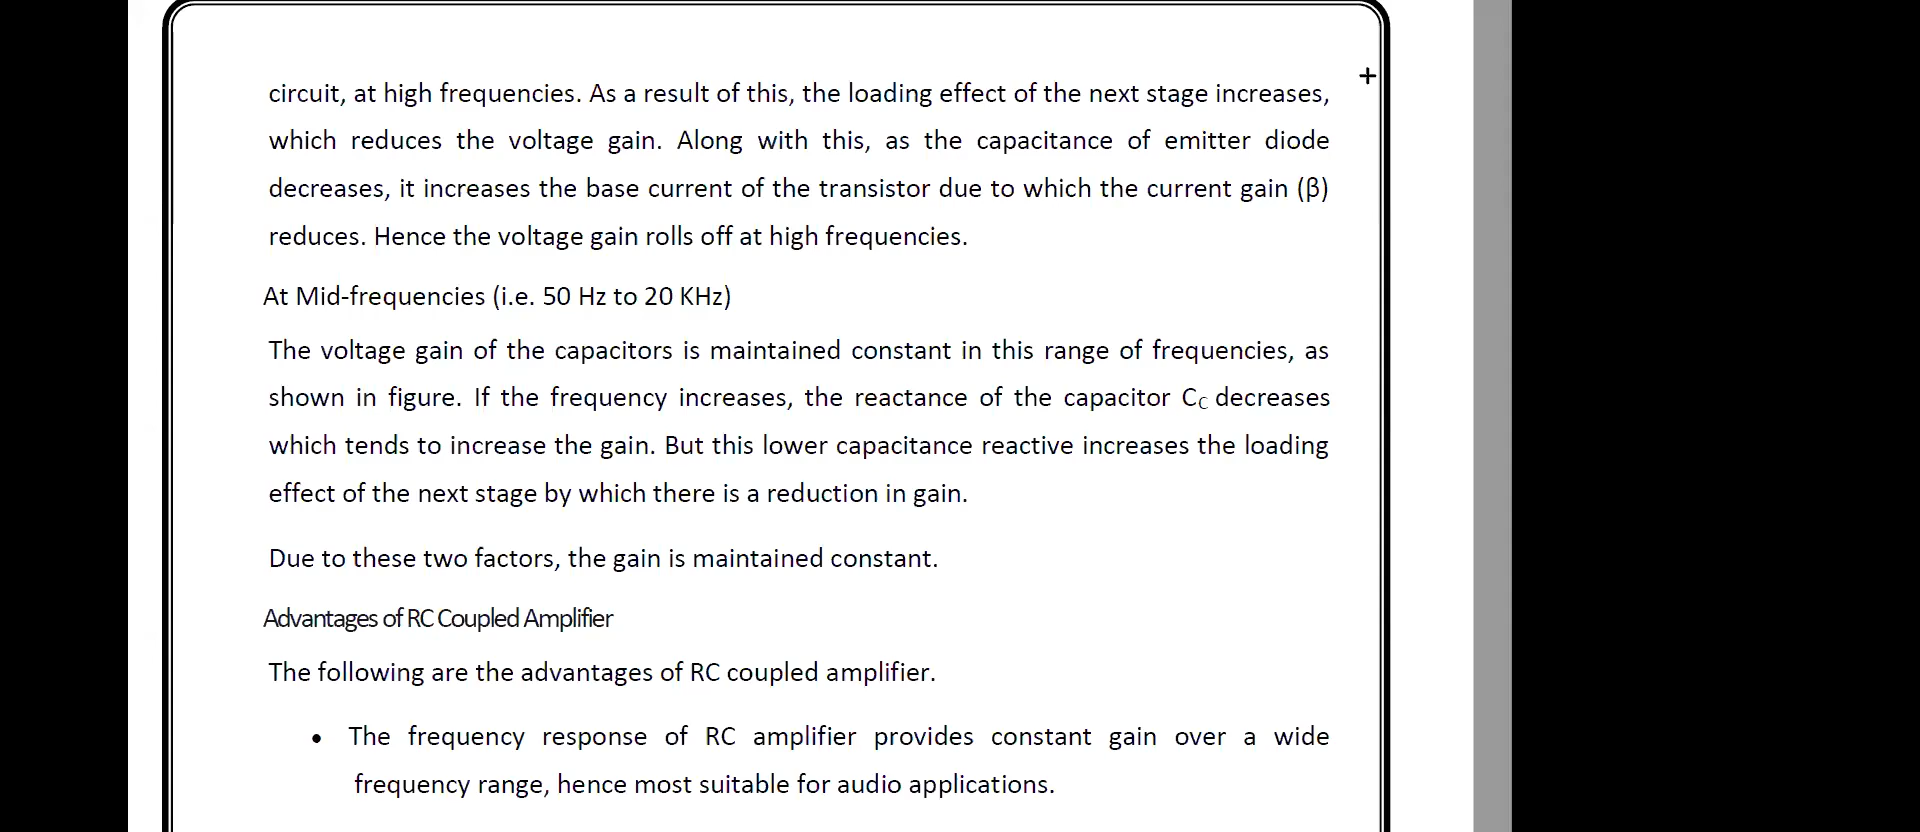 circuit, at high frequencies. As a result of this, the loading effect of the next stage increases,
which reduces the voltage gain. Along with this, as the capacitance of emitter diode
decreases, it increases the base current of the transistor due to which the current gain (β)
reduces. Hence the voltage gain rolls off at high frequencies.
At Mid-frequencies (i.e. 50 Hz to 20 KHz)
The voltage gain of the capacitors is maintained constant in this range of frequencies, as
shown in figure. If the frequency increases, the reactance of the capacitor CC decreases
which tends to increase the gain. But this lower capacitance reactive increases the loading
effect of the next stage by which there is a reduction in gain.
Due to these two factors, the gain is maintained constant.
Advantages of RC Coupled Amplifier
The following are the advantages of RC coupled amplifier.
• The frequency response of RC amplifier provides constant gain over a wide
frequency range, hence most suitable for audio applications.